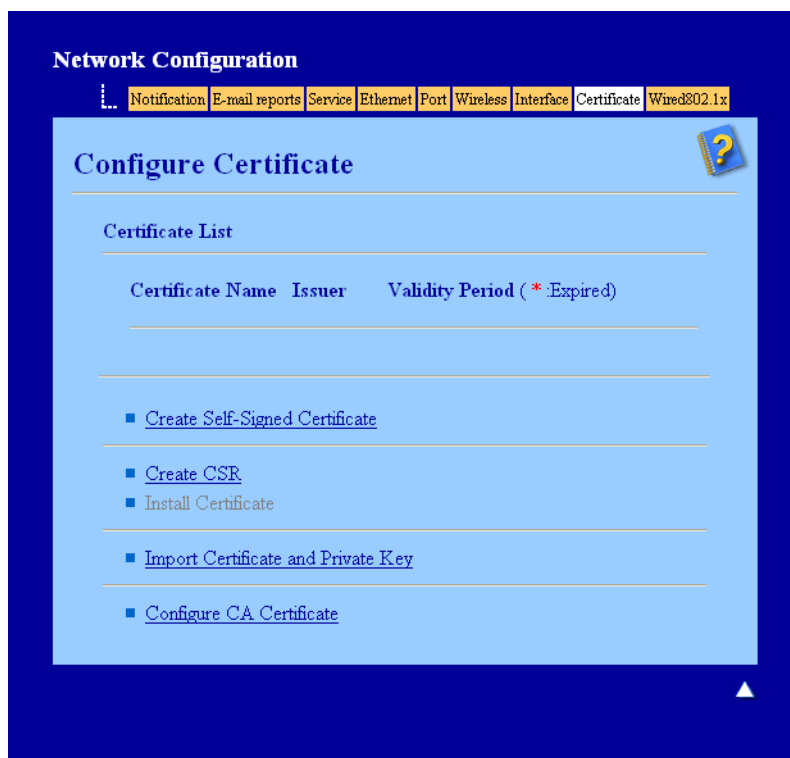 Network Configuration
Notification E-mail reports Service Ethernet Port Wireless Interface Certificate Wired802.1x
Configure Certificate
?
Certificate List
Certificate Name Issuer Validity Period ( * :Expired)
Create Self-Signed Certificate
Create CSR
Install Certificate
Import Certificate and Private Key
Configure CA Certificate